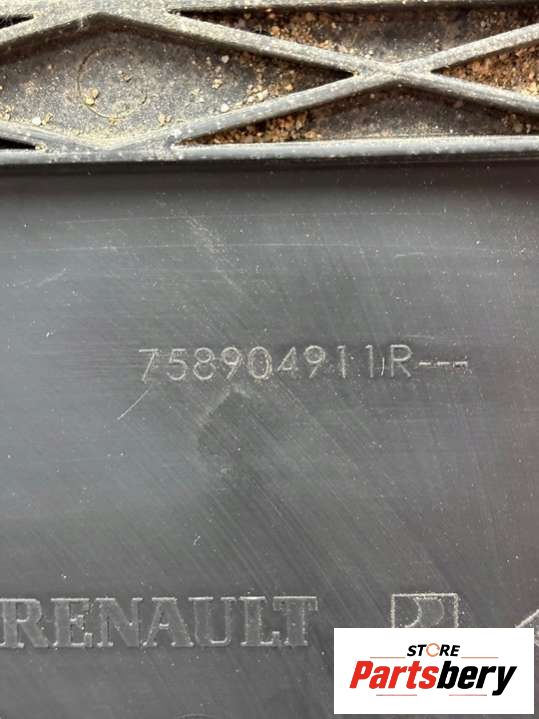 758904911R---
RENAULT
STORE
Partsbery